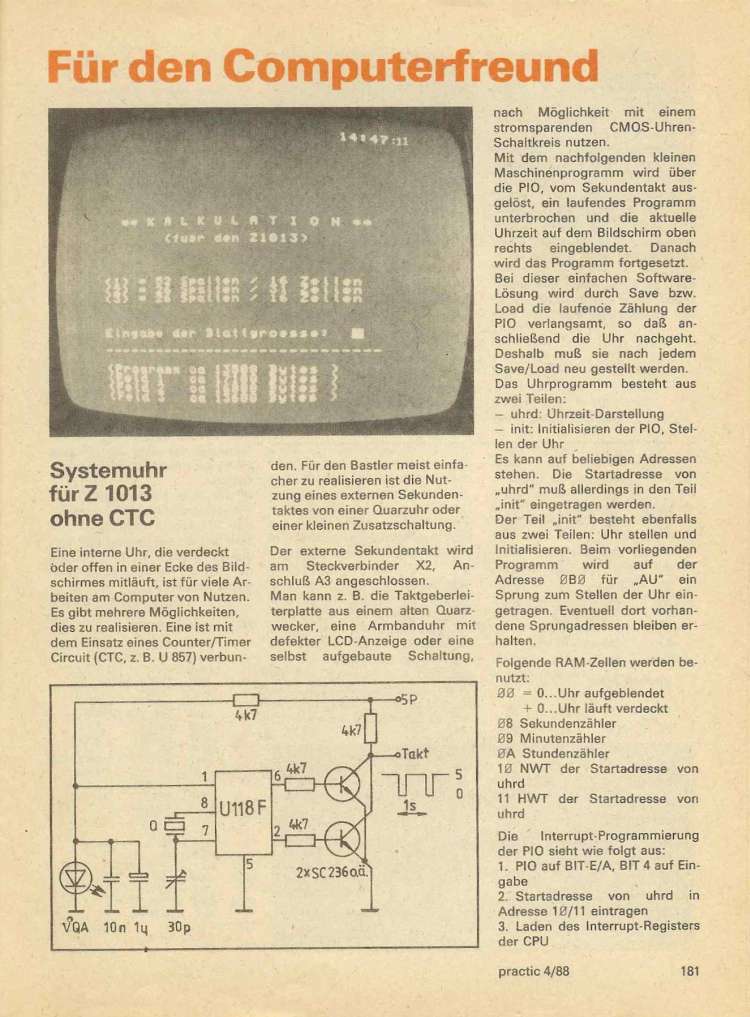 Für den Computerfreund
14:47:11
** K A L K U L A T I O N **
(fuer den Z1013)
Eingabe der Blattgroesse:
Systemuhr
für Z 1013
ohne CTC
Eine interne Uhr, die verdeckt
oder offen in einer Ecke des Bild-
schirmes mitläuft, ist für viele Ar-
beiten am Computer von Nutzen.
Es gibt mehrere Möglichkeiten,
dies zu realisieren. Eine ist mit
dem Einsatz eines Counter/Timer
Circuit (CTC, z. B. U 857) verbun-
den. Für den Bastler meist einfa-
cher zu realisieren ist die Nut-
zung eines externen Sekunden-
taktes von einer Quarzuhr oder
einer kleinen Zusatzschaltung.
Der externe Sekundentakt wird
am Steckverbinder X2, An-
schluß A3 angeschlossen.
Man kann z. B. die Taktgeberlei-
terplatte aus einem alten Quarz-
wecker, eine Armbanduhr mit
defekter LCD-Anzeige oder eine
selbst aufgebaute Schaltung,
nach Möglichkeit mit einem
stromsparenden CMOS-Uhren-
Schaltkreis nutzen.
Mit dem nachfolgenden kleinen
Maschinenprogramm wird über
die PIO, vom Sekundentakt aus-
gelöst, ein laufendes Programm
unterbrochen und die aktuelle
Uhrzeit auf dem Bildschirm oben
rechts eingeblendet. Danach
wird das Programm fortgesetzt.
Bei dieser einfachen Software-
Lösung wird durch Save bzw.
Load die laufende Zählung der
PIO verlangsamt, so daß an-
schließend die Uhr nachgeht.
Deshalb muß sie nach jedem
Save/Load neu gestellt werden.
Das Uhrprogramm besteht aus
zwei Teilen:
– uhrd: Uhrzeit-Darstellung
– init: Initialisieren der PIO, Stel-
len der Uhr
Es kann auf beliebigen Adressen
stehen. Die Startadresse von
„uhrd" muß allerdings in den Teil
„init" eingetragen werden.
Der Teil „init" besteht ebenfalls
aus zwei Teilen: Uhr stellen und
Initialisieren. Beim vorliegenden
Programm wird auf der
Adresse ØBØ für „AU" ein
Sprung zum Stellen der Uhr ein-
getragen. Eventuell dort vorhan-
dene Sprungadressen bleiben er-
halten.
Folgende RAM-Zellen werden be-
nutzt:
ØØ = 0...Uhr aufgeblendet
+ 0...Uhr läuft verdeckt
Ø8 Sekundenzähler
Ø9 Minutenzähler
ØA Stundenzähler
1Ø NWT der Startadresse von
uhrd
11 HWT der Startadresse von
uhrd
Die Interrupt-Programmierung
der PIO sieht wie folgt aus:
1. PIO auf BIT-E/A, BIT 4 auf Ein-
gabe
2. Startadresse von uhrd in
Adresse 1Ø/11 eintragen
3. Laden des Interrupt-Registers
der CPU
4k7
5P
4k7
Takt
5
0
1s
1
6
4k7
8
U118F
Q
7
2
4k7
5
2xSC236o.ä.
VQA
10n
1µ
30p
practic 4/88
181